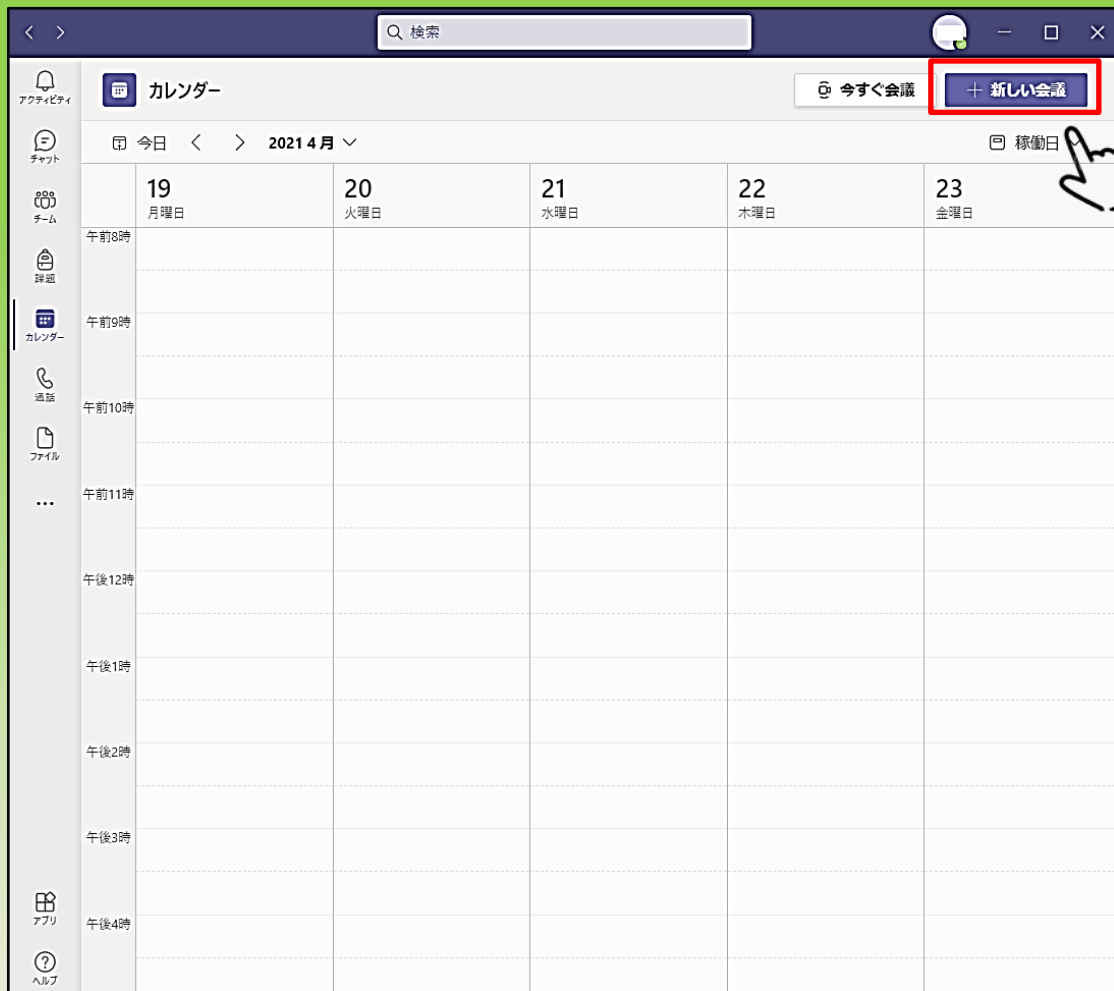 検索
カレンダー
今すぐ会議
新しい会議
今日
2021 4月
稼働日
アクティビティ
チャット
チーム
課題
カレンダー
通話
ファイル
アプリ
ヘルプ
19
月曜日
20
火曜日
21
水曜日
22
木曜日
23
金曜日
午前8時
午前9時
午前10時
午前11時
午後12時
午後1時
午後2時
午後3時
午後4時